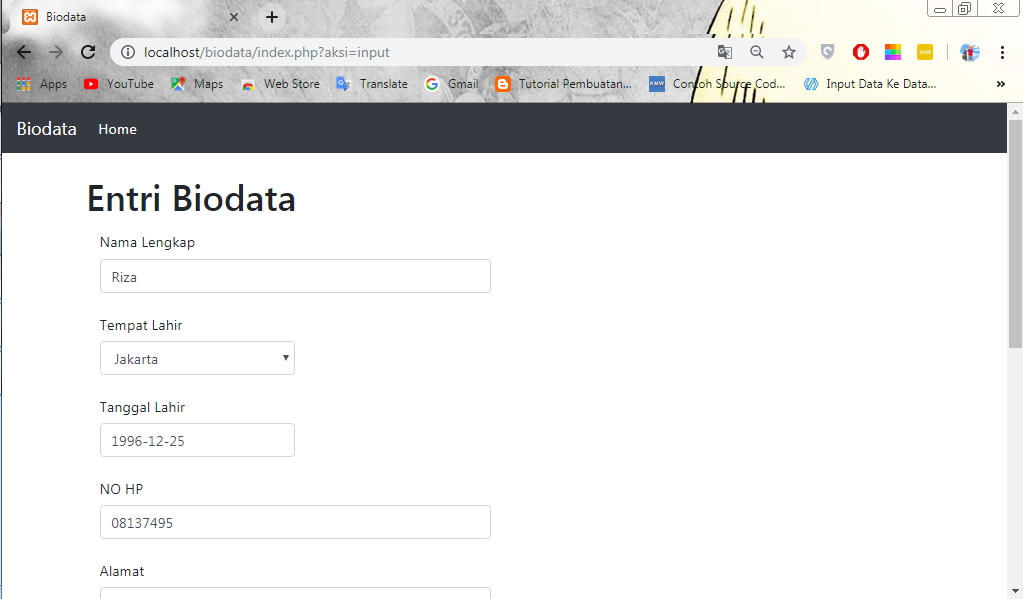 Biodata
localhost/biodata/index.php?aksi=input
Apps YouTube Maps Web Store Translate Gmail Tutorial Pembuatan... Contoh Source Cod... Input Data Ke Data... »
Biodata Home
Entri Biodata
Nama Lengkap
Riza
Tempat Lahir
Jakarta
Tanggal Lahir
1996-12-25
NO HP
08137495
Alamat